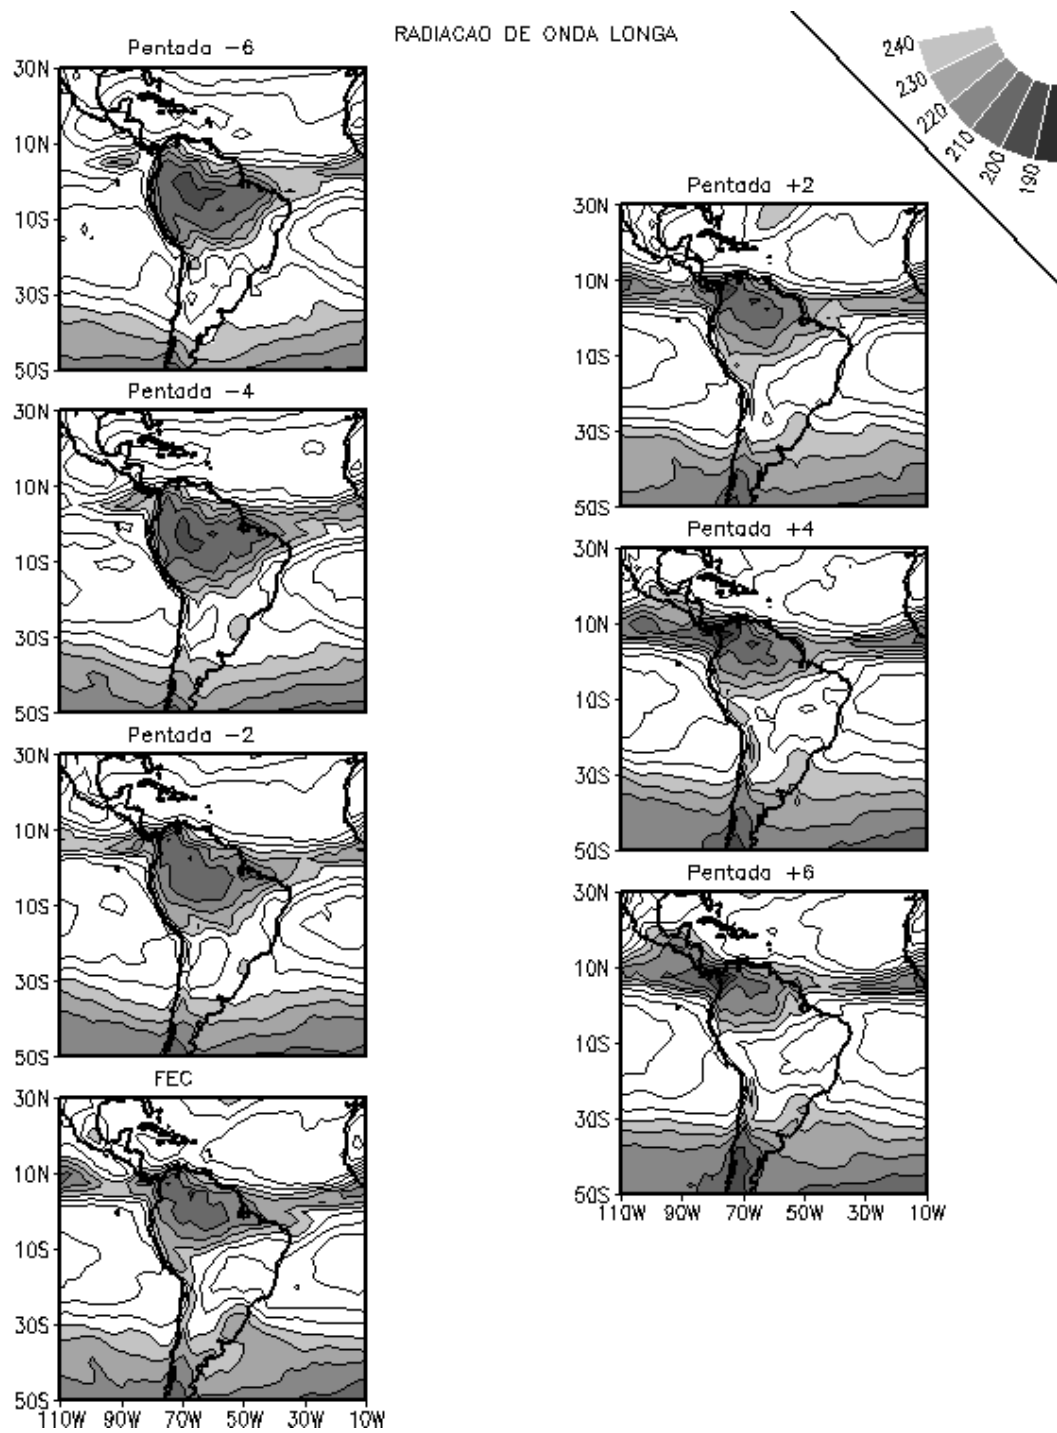 RADIACAO DE ONDA LONGA
240
230
220
210
200
190
Pentada -6
30N
10N
10S
30S
50S
Pentada -4
30N
10N
10S
30S
50S
Pentada -2
30N
10N
10S
30S
50S
FEC
30N
10N
10S
30S
50S
110W 90W 70W 50W 30W 10W
Pentada +2
30N
10N
10S
30S
50S
Pentada +4
30N
10N
10S
30S
50S
Pentada +6
30N
10N
10S
30S
50S
110W 90W 70W 50W 30W 10W